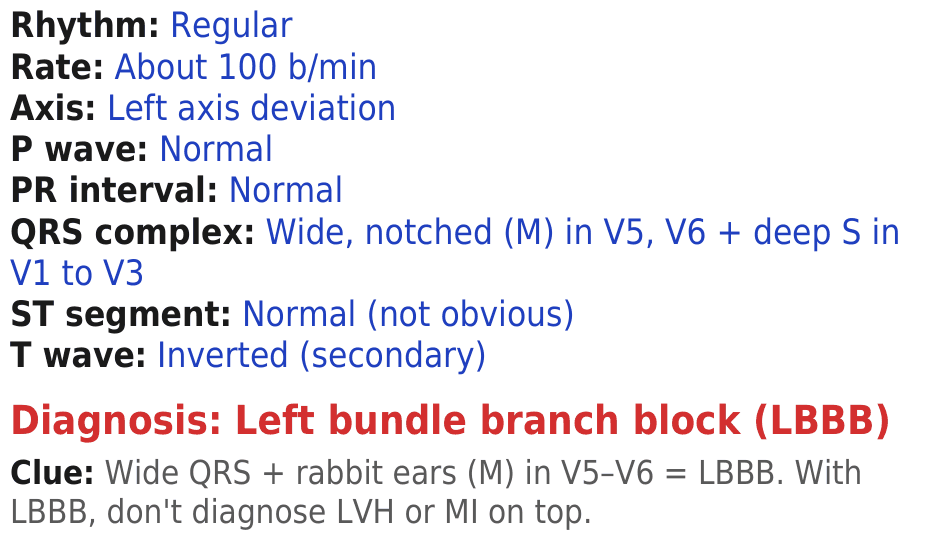 Rhythm: Regular
Rate: About 100 b/min
Axis: Left axis deviation
P wave: Normal
PR interval: Normal
QRS complex: Wide, notched (M) in V5, V6 + deep S in
V1 to V3
ST segment: Normal (not obvious)
T wave: Inverted (secondary)
Diagnosis: Left bundle branch block (LBBB)
Clue: Wide QRS + rabbit ears (M) in V5–V6 = LBBB. With
LBBB, don't diagnose LVH or MI on top.